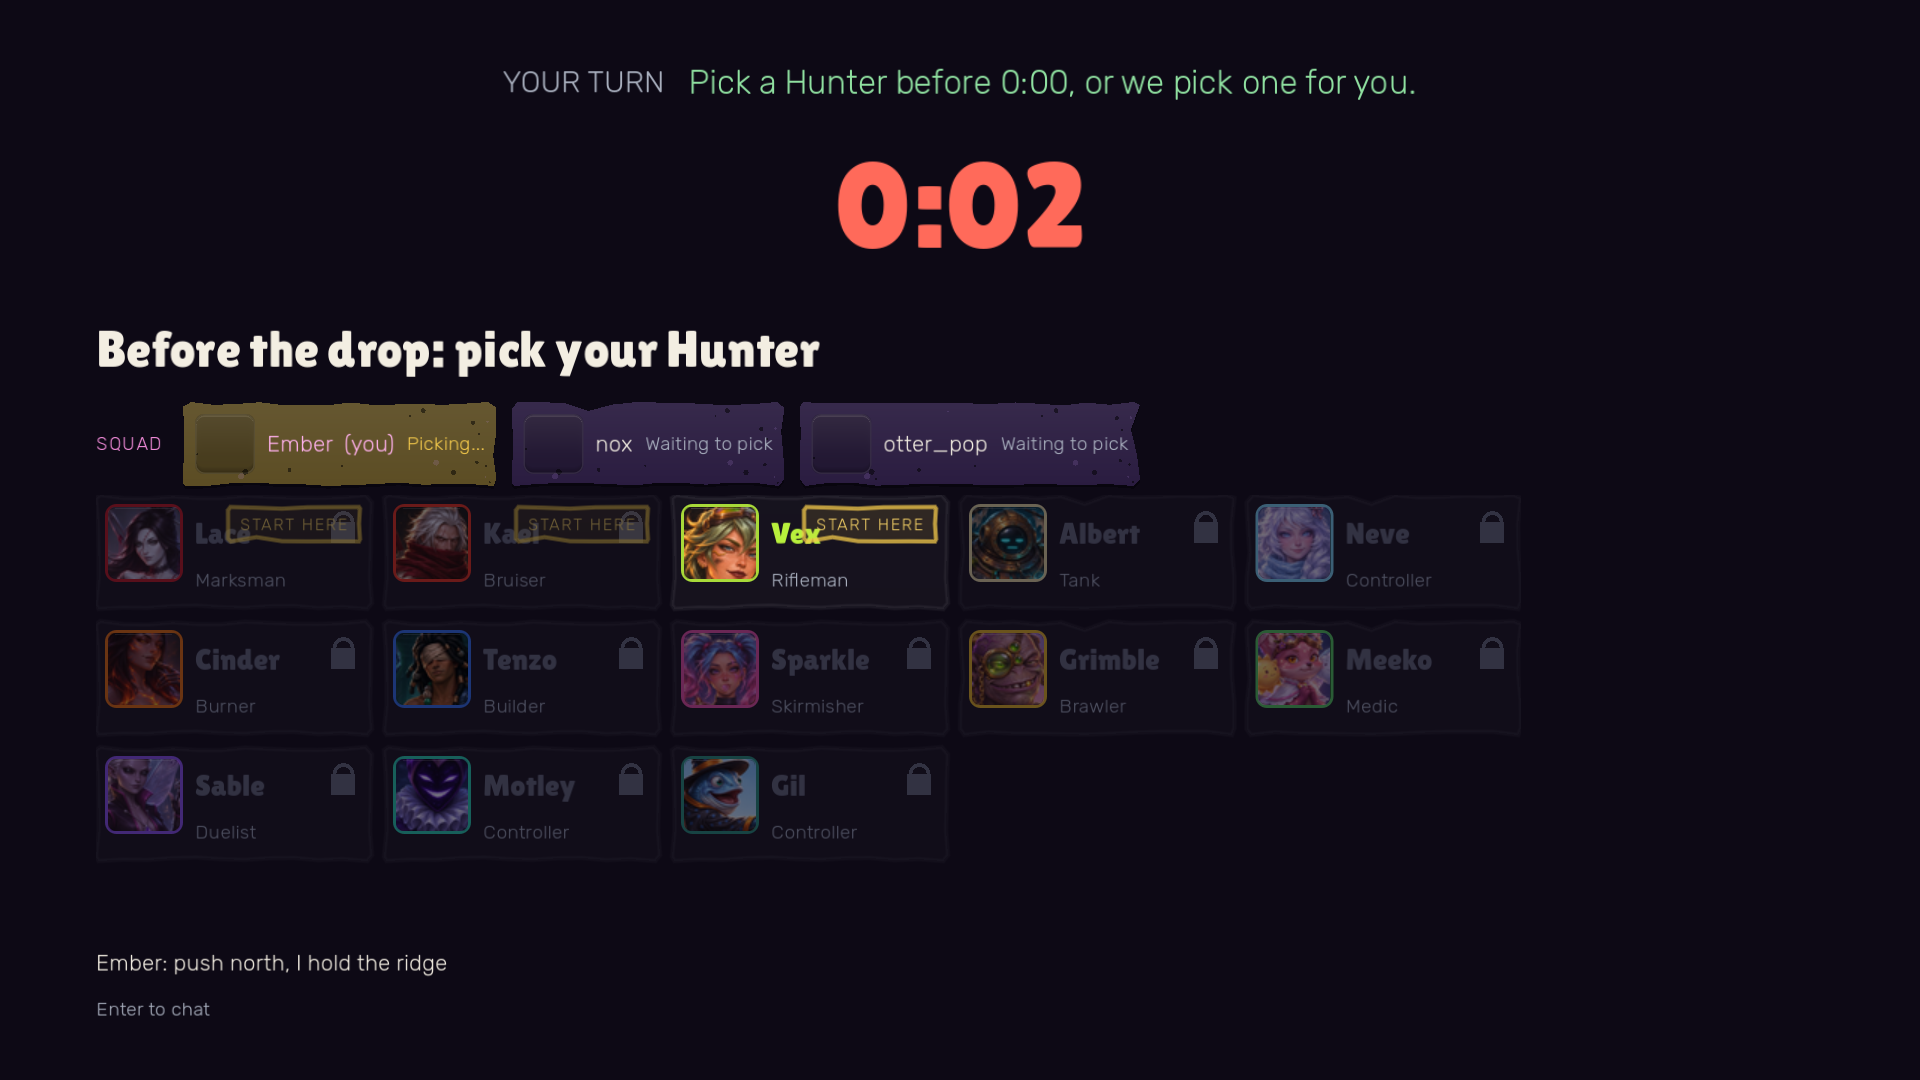 YOUR TURN Pick a Hunter before 0:00, or we pick one for you.
0:02
Before the drop: pick your Hunter
SQUAD Ember (you) Picking... nox Waiting to pick otter_pop Waiting to pick
Lace START HERE Kael START HERE Vex START HERE Albert Neve
Marksman Bruiser Rifleman Tank Controller
Cinder Tenzo Sparkle Grimble Meeko
Burner Builder Skirmisher Brawler Medic
Sable Motley Gil
Duelist Controller Controller
Ember: push north, I hold the ridge
Enter to chat